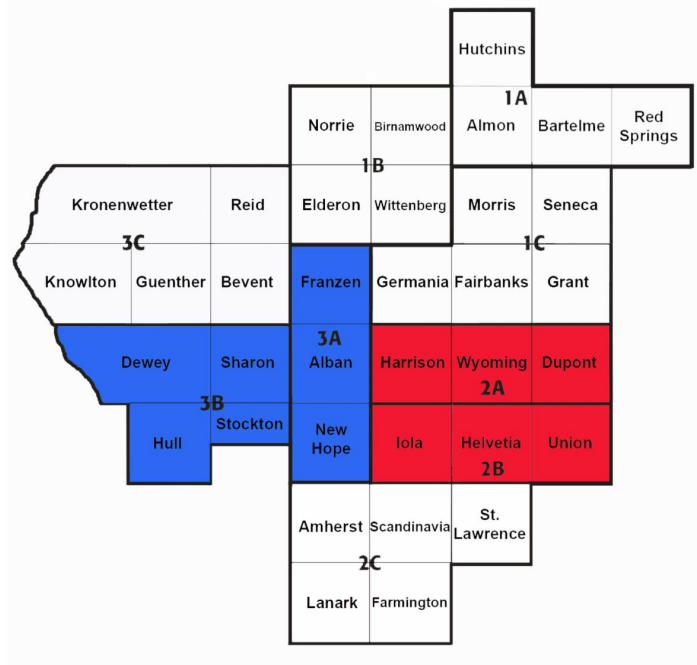 Hutchins
1A
Norrie
Birnamwood
Almon
Bartelme
Red
Springs
1B
Kronenwetter
Reid
Elderon
Wittenberg
Morris
Seneca
3C
1C
Knowlton
Guenther
Bevent
Franzen
Germania
Fairbanks
Grant
3A
Dewey
Sharon
Alban
Harrison
Wyoming
Dupont
2A
3B
Stockton
Hull
New
Hope
Iola
Helvetia
Union
2B
Amherst
Scandinavia
St.
Lawrence
2C
Lanark
Farmington